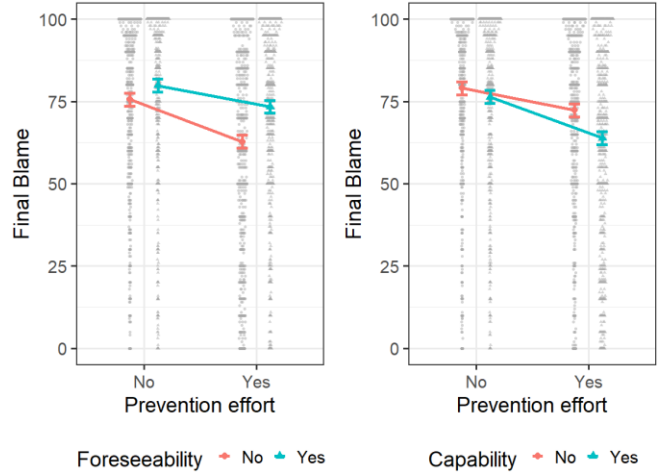 100
75
50
25
0
Final Blame
No Yes
Prevention effort
Foreseeability No Yes
100
75
50
25
0
Final Blame
No Yes
Prevention effort
Capability No Yes